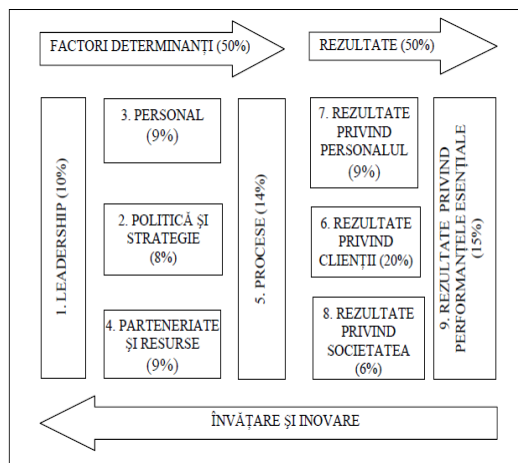 FACTORI DETERMINANȚI (50%)
REZULTATE (50%)
1. LEADERSHIP (10%)
3. PERSONAL
(9%)
2. POLITICĂ ȘI
STRATEGIE
(8%)
4. PARTENERIATE
ȘI RESURSE
(9%)
5. PROCESE (14%)
7. REZULTATE
PRIVIND
PERSONALUL
(9%)
6. REZULTATE
PRIVIND
CLIENȚII (20%)
8. REZULTATE
PRIVIND
SOCIETATEA
(6%)
9. REZULTATE PRIVIND
PERFORMANȚELE ESENȚIALE
(15%)
ÎNVĂȚARE ȘI INOVARE